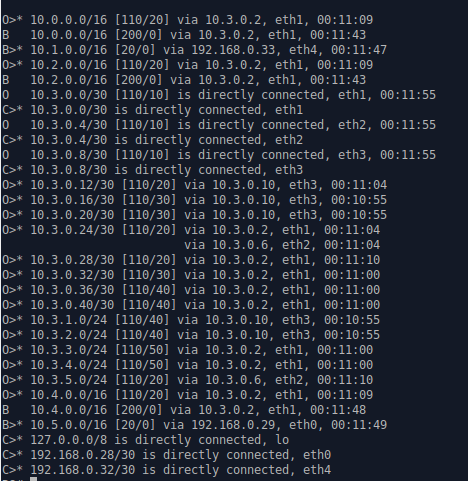 O>* 10.0.0.0/16 [110/20] via 10.3.0.2, eth1, 00:11:09
B   10.0.0.0/16 [200/0] via 10.3.0.2, eth1, 00:11:43
B>* 10.1.0.0/16 [20/0] via 192.168.0.33, eth4, 00:11:47
O>* 10.2.0.0/16 [110/20] via 10.3.0.2, eth1, 00:11:09
B   10.2.0.0/16 [200/0] via 10.3.0.2, eth1, 00:11:43
O   10.3.0.0/30 [110/10] is directly connected, eth1, 00:11:55
C>* 10.3.0.0/30 is directly connected, eth1
O   10.3.0.4/30 [110/10] is directly connected, eth2, 00:11:55
C>* 10.3.0.4/30 is directly connected, eth2
O   10.3.0.8/30 [110/10] is directly connected, eth3, 00:11:55
C>* 10.3.0.8/30 is directly connected, eth3
O>* 10.3.0.12/30 [110/20] via 10.3.0.10, eth3, 00:11:04
O>* 10.3.0.16/30 [110/30] via 10.3.0.10, eth3, 00:10:55
O>* 10.3.0.20/30 [110/30] via 10.3.0.10, eth3, 00:10:55
O>* 10.3.0.24/30 [110/20] via 10.3.0.2, eth1, 00:11:04
via 10.3.0.6, eth2, 00:11:04
O>* 10.3.0.28/30 [110/20] via 10.3.0.2, eth1, 00:11:10
O>* 10.3.0.32/30 [110/30] via 10.3.0.2, eth1, 00:11:00
O>* 10.3.0.36/30 [110/40] via 10.3.0.2, eth1, 00:11:00
O>* 10.3.0.40/30 [110/40] via 10.3.0.2, eth1, 00:11:00
O>* 10.3.1.0/24 [110/40] via 10.3.0.10, eth3, 00:10:55
O>* 10.3.2.0/24 [110/40] via 10.3.0.10, eth3, 00:10:55
O>* 10.3.3.0/24 [110/50] via 10.3.0.2, eth1, 00:11:00
O>* 10.3.4.0/24 [110/50] via 10.3.0.2, eth1, 00:11:00
O>* 10.3.5.0/24 [110/20] via 10.3.0.6, eth2, 00:11:10
O>* 10.4.0.0/16 [110/20] via 10.3.0.2, eth1, 00:11:09
B   10.4.0.0/16 [200/0] via 10.3.0.2, eth1, 00:11:48
B>* 10.5.0.0/16 [20/0] via 192.168.0.29, eth0, 00:11:49
C>* 127.0.0.0/8 is directly connected, lo
C>* 192.168.0.28/30 is directly connected, eth0
C>* 192.168.0.32/30 is directly connected, eth4